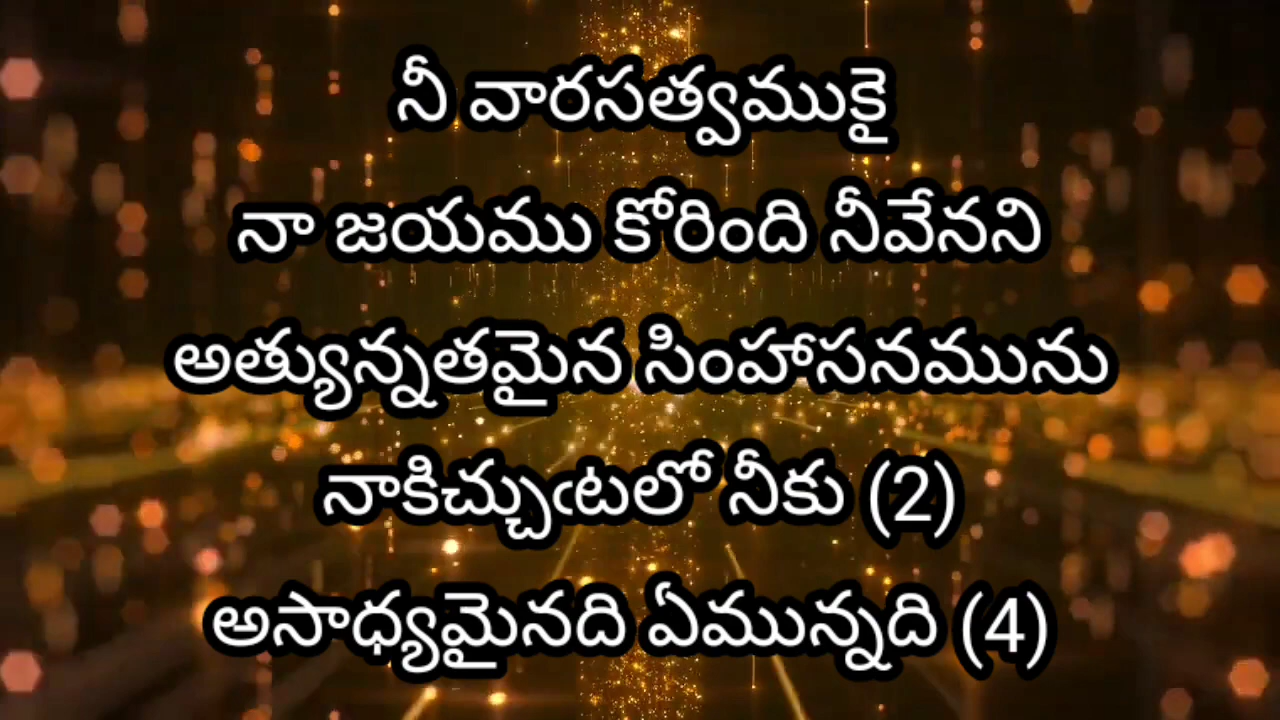 నీ వారసత్వముకై
నా జయము కోరింది నీవేనని
అత్యున్నతమైన సింహాసనమును
నాకిచ్చుఁటలో నీకు (2)
అసాధ్యమైనది ఏమున్నది (4)